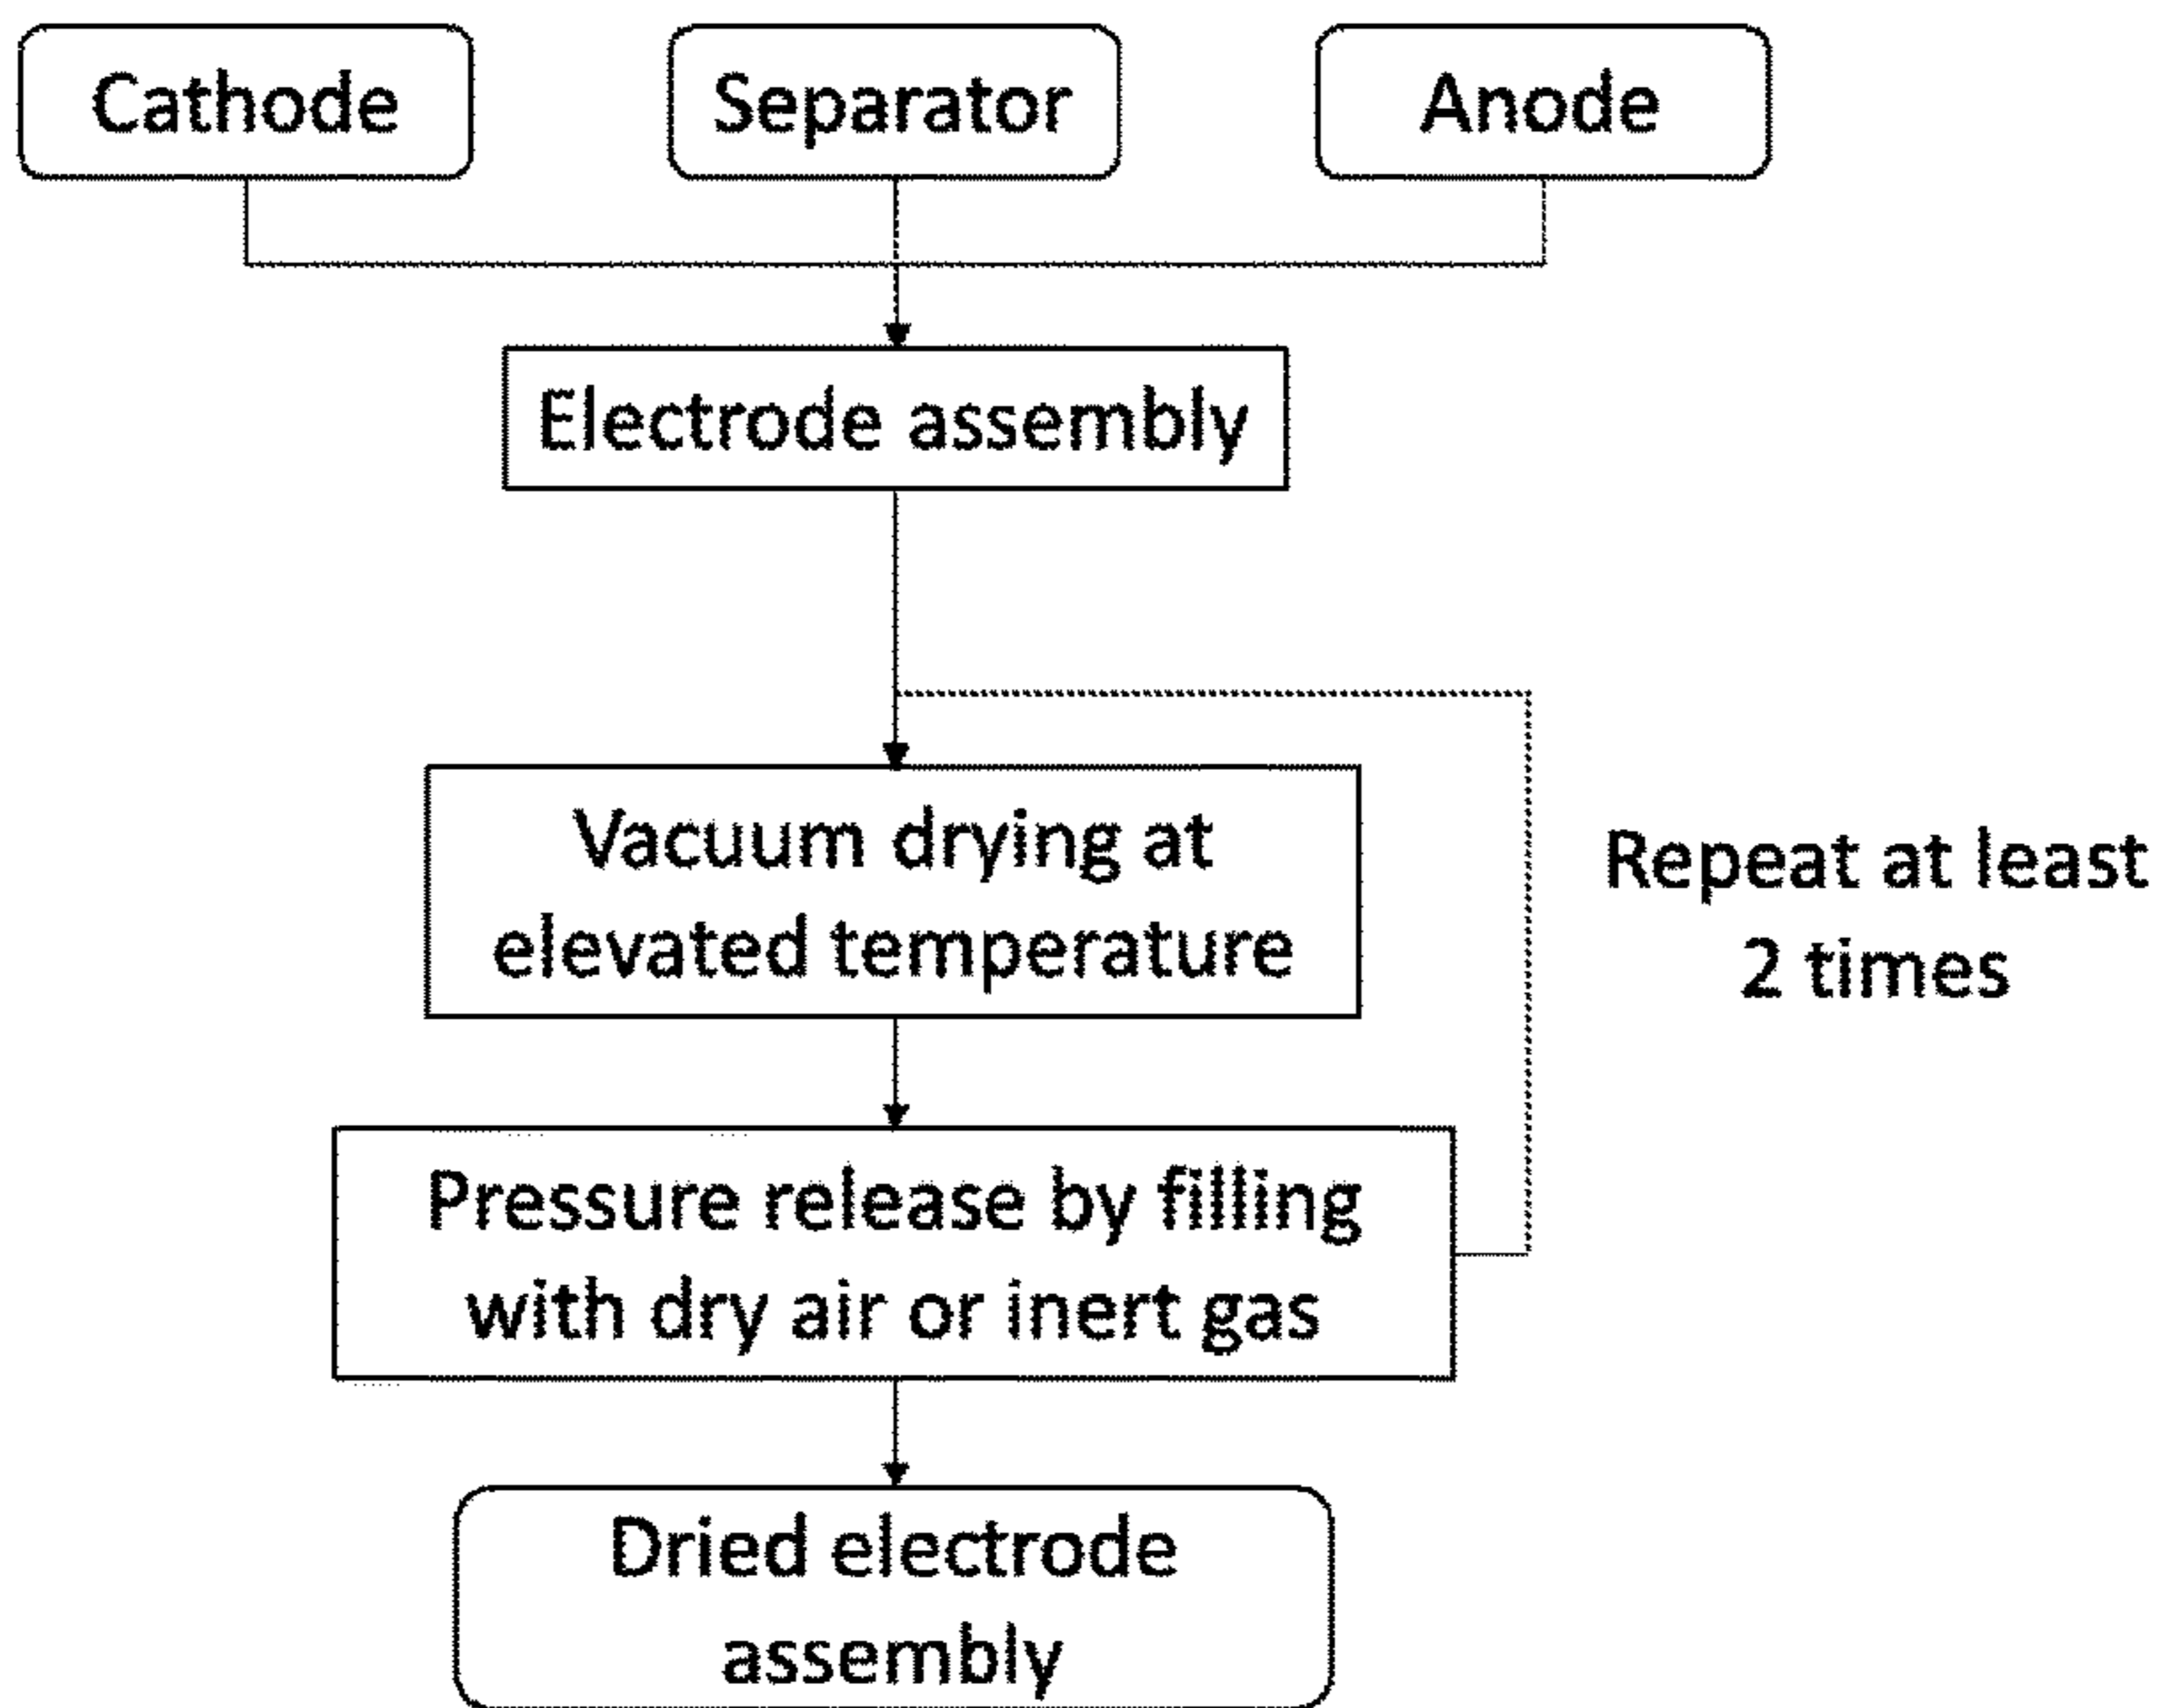 Cathode
Separator
Anode
Electrode assembly
Vacuum drying at
elevated temperature
Repeat at least
2 times
Pressure release by filling
with dry air or inert gas
Dried electrode
assembly